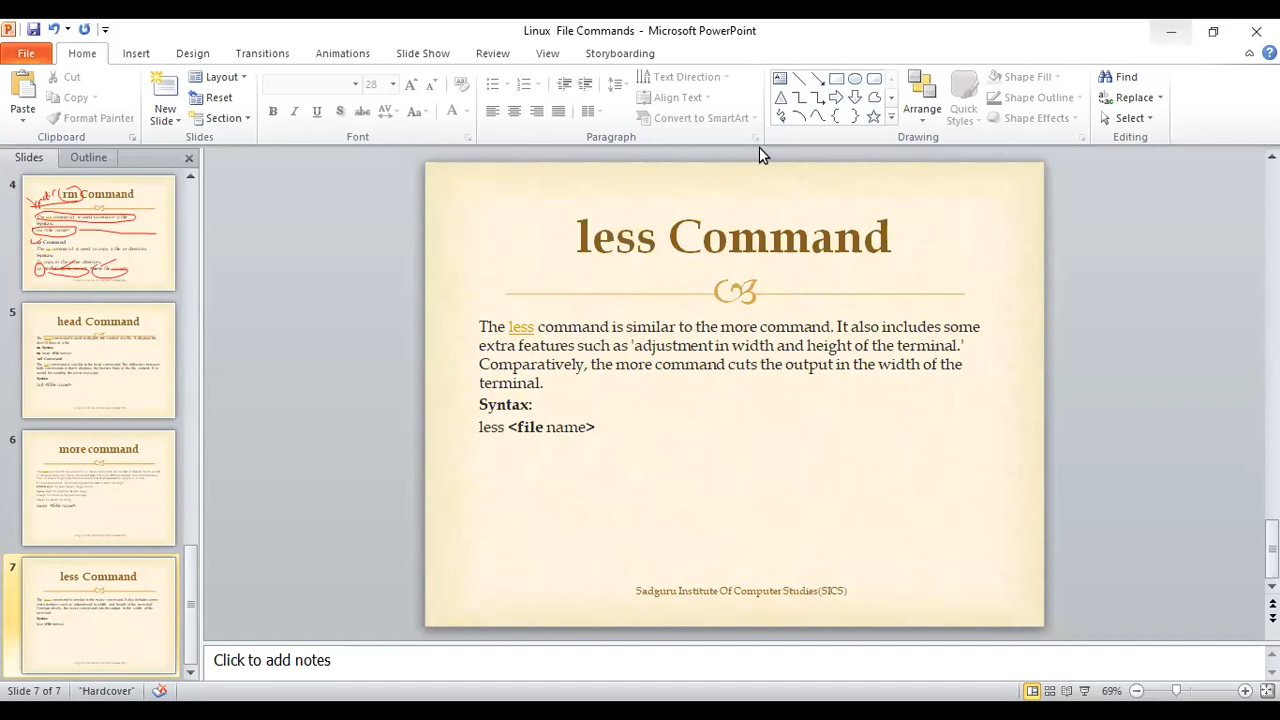 Linux File Commands - Microsoft PowerPoint
File Home Insert Design Transitions Animations Slide Show Review View Storyboarding
Paste
Cut
Copy
Format Painter
Clipboard
New Slide
Layout
Reset
Section
Slides
28
B I U S abc AV Aa A
Font
Text Direction
Align Text
Convert to SmartArt
Paragraph
Arrange
Quick Styles
Shape Fill
Shape Outline
Shape Effects
Drawing
Find
Replace
Select
Editing
Slides Outline
4
rm Command
Syntax:
Command
Syntax:
5
head Command
6
more command
7
less Command
less Command
The less command is similar to the more command. It also includes some
extra features such as 'adjustment in width and height of the terminal.'
Comparatively, the more command cuts the output in the width of the
terminal.
Syntax:
less <file name>
Sadguru Institute Of Computer Studies(SICS)
Click to add notes
Slide 7 of 7 "Hardcover" 69%